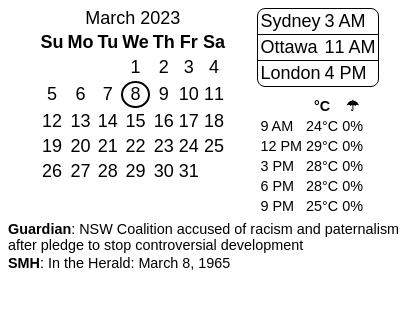 March 2023
Su Mo Tu We Th Fr Sa
1 2 3 4
5 6 7 8 9 10 11
12 13 14 15 16 17 18
19 20 21 22 23 24 25
26 27 28 29 30 31
Sydney 3 AM
Ottawa 11 AM
London 4 PM
°C ☂
9 AM 24°C 0%
12 PM 29°C 0%
3 PM 28°C 0%
6 PM 28°C 0%
9 PM 25°C 0%
Guardian: NSW Coalition accused of racism and paternalism
after pledge to stop controversial development
SMH: In the Herald: March 8, 1965